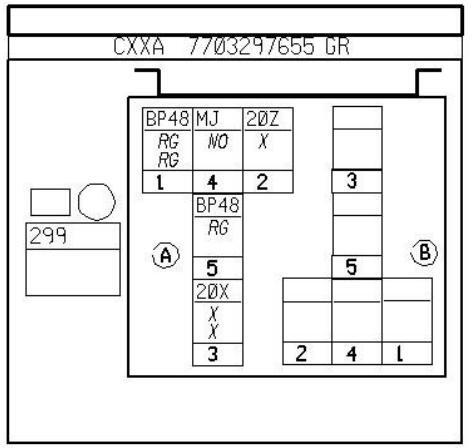 CXXA 7703297655 GR
BP48 MJ 20Z
RG NO X
RG
1 4 2 3
BP48
299
RG
A B
5 5
20X
X
X
3 2 4 1